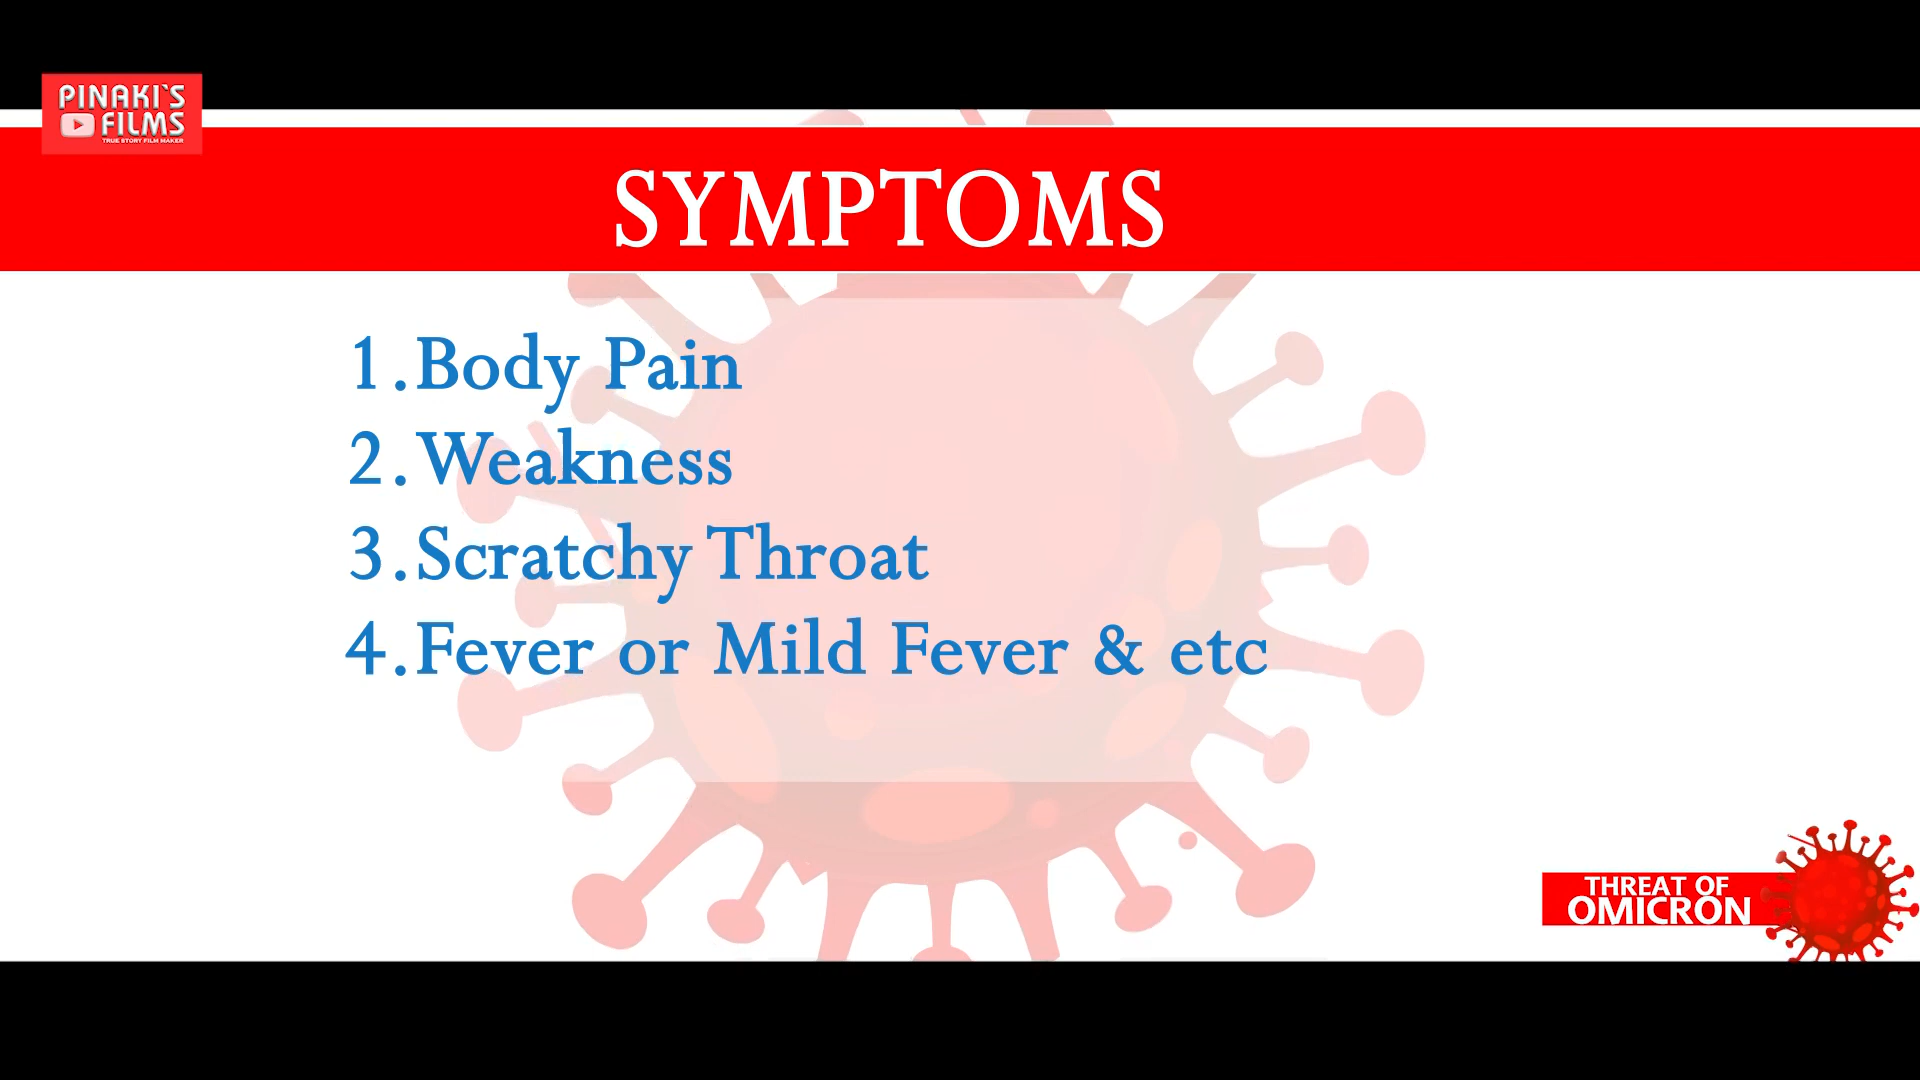 PINAKI'S
FILMS
TRUE STORY FILM MAKER
SYMPTOMS
1.Body Pain
2.Weakness
3.Scratchy Throat
4.Fever or Mild Fever & etc
THREAT OF
OMICRON